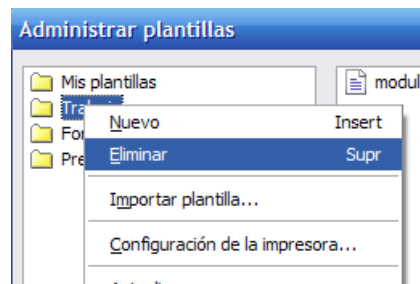 Administrar plantillas
Mis plantillas
modul
Nuevo Insert
Eliminar Supr
Importar plantilla...
Configuración de la impresora...